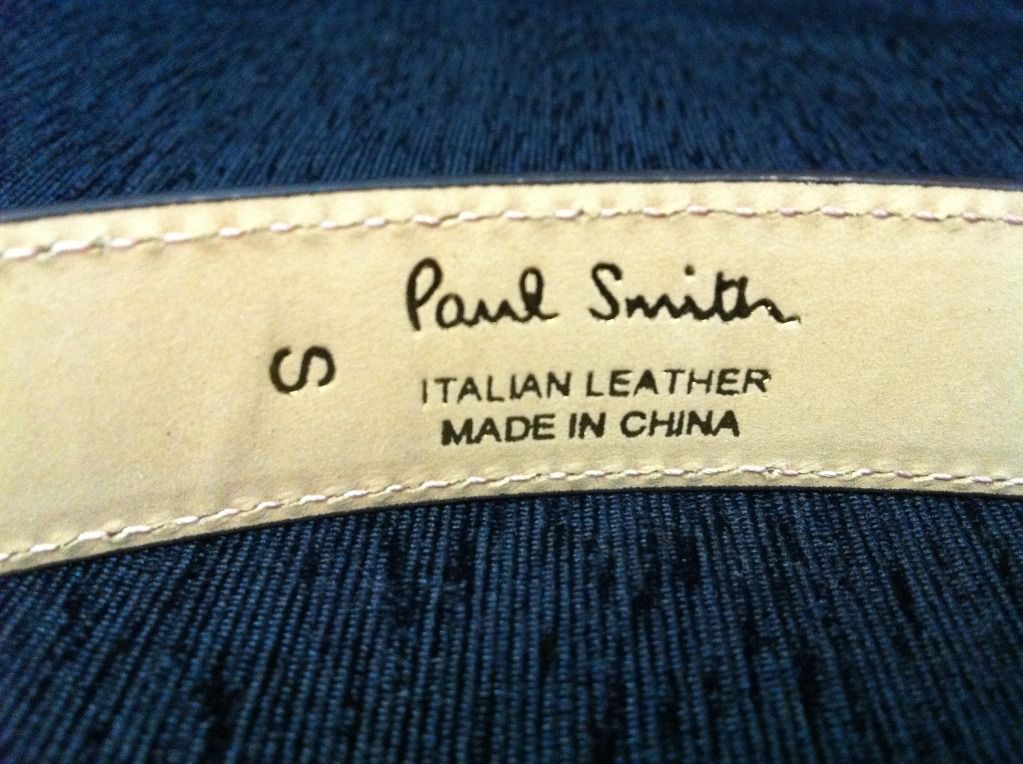 Paul Smith
S
ITALIAN LEATHER
MADE IN CHINA